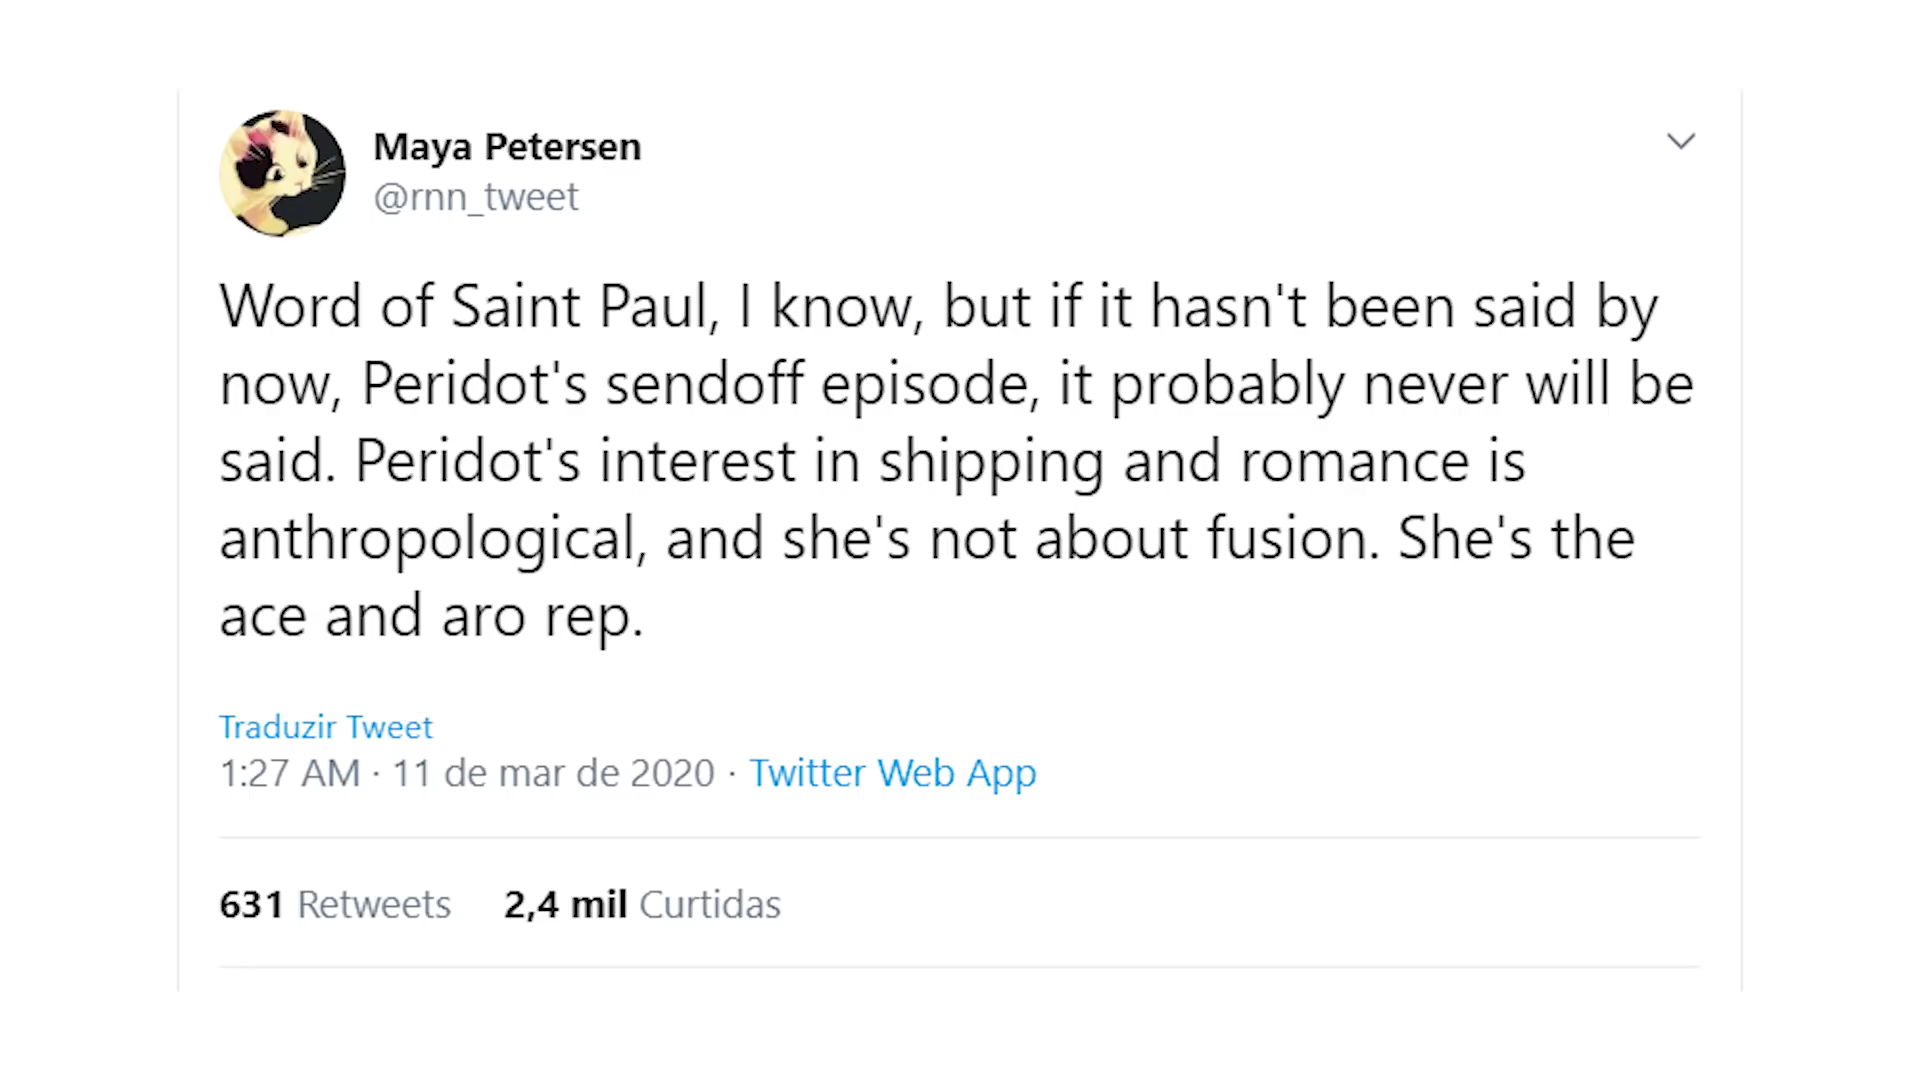 Maya Petersen
@rnn_tweet
Word of Saint Paul, I know, but if it hasn't been said by
now, Peridot's sendoff episode, it probably never will be
said. Peridot's interest in shipping and romance is
anthropological, and she's not about fusion. She's the
ace and aro rep.
Traduzir Tweet
1:27 AM · 11 de mar de 2020 · Twitter Web App
631 Retweets 2,4 mil Curtidas